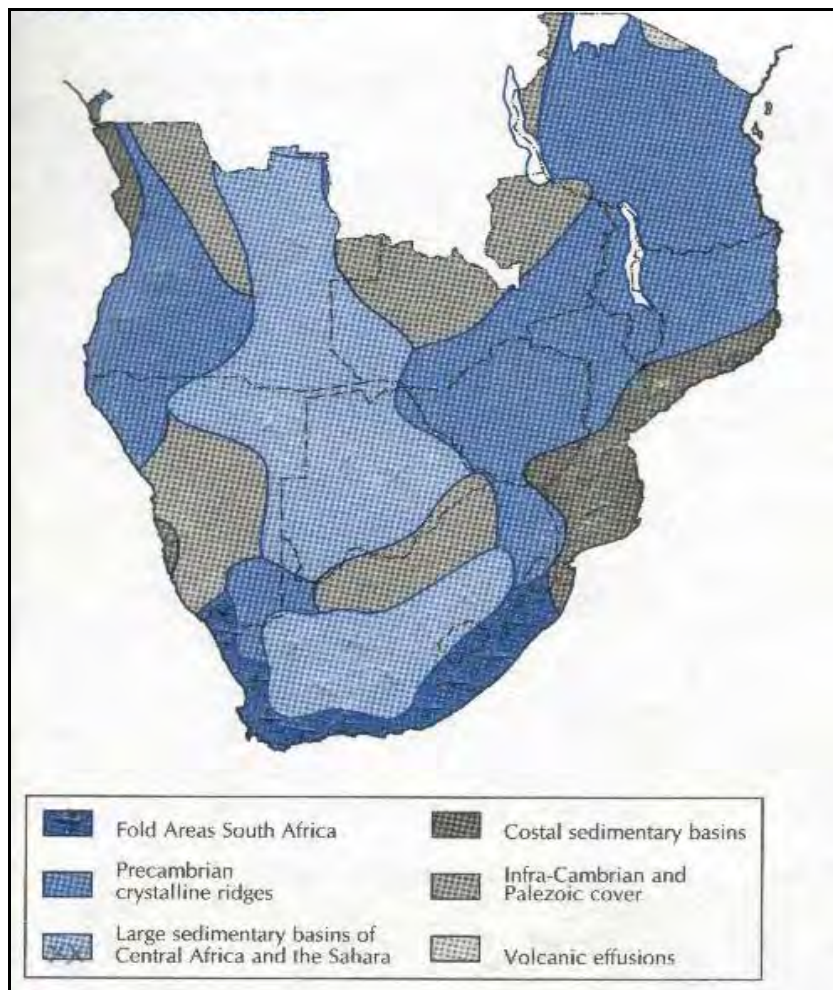 Fold Areas South Africa
Precambrian
crystalline ridges
Large sedimentary basins of
Central Africa and the Sahara
Costal sedimentary basins
Infra-Cambrian and
Palezoic cover
Volcanic effusions